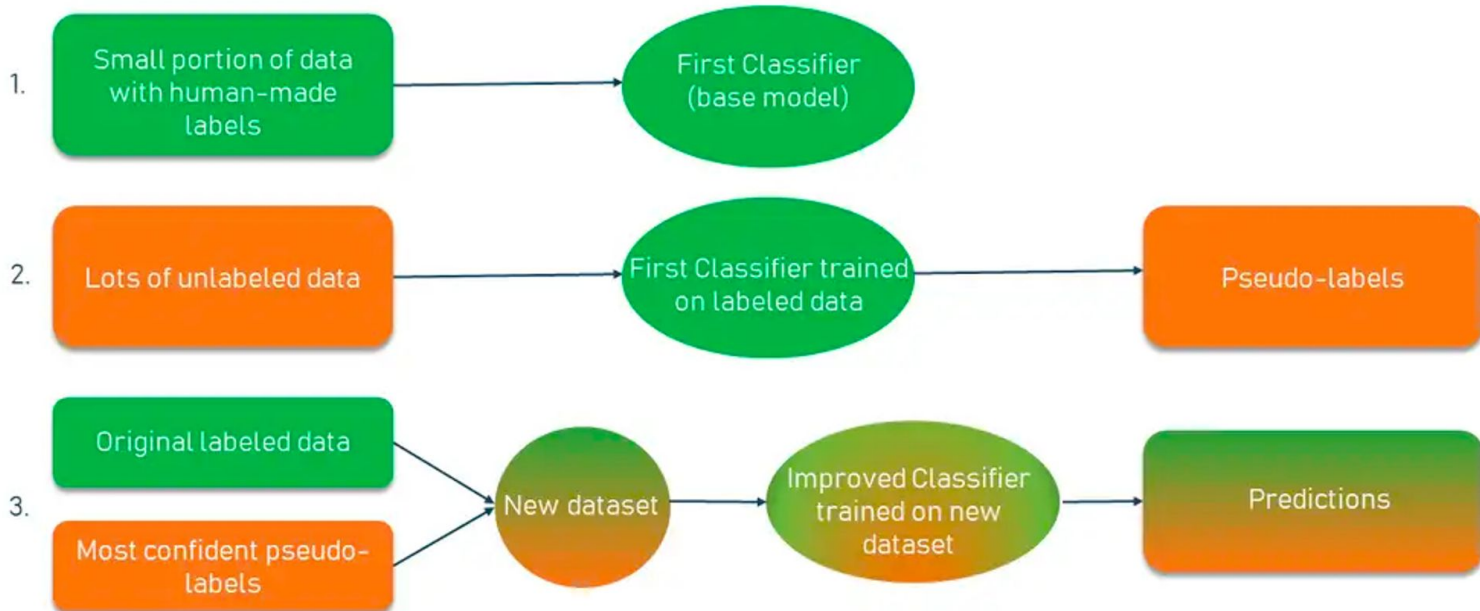 1.
Small portion of data
with human-made
labels
First Classifier
(base model)
2.
Lots of unlabeled data
First Classifier trained
on labeled data
Pseudo-labels
3.
Original labeled data
Most confident pseudo-
labels
New dataset
Improved Classifier
trained on new
dataset
Predictions